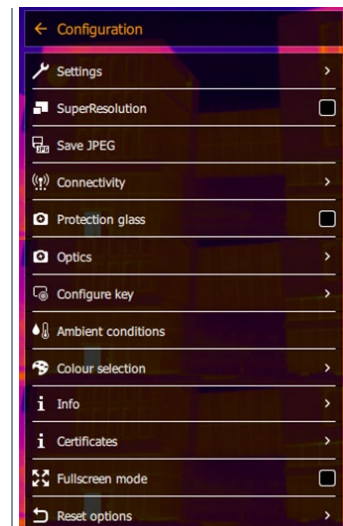 Configuration
Settings
SuperResolution
JPG
Save JPEG
Connectivity
Protection glass
Optics
Configure key
Ambient conditions
Colour selection
Info
Certificates
Fullscreen mode
Reset options